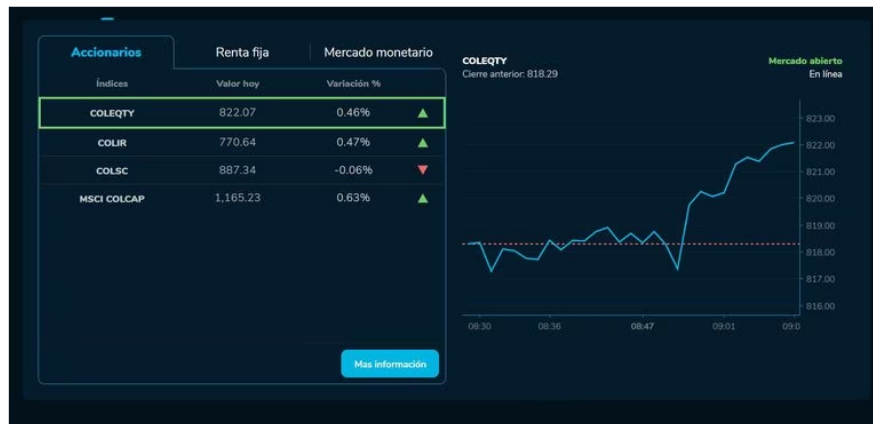 Accionarios Renta fija Mercado monetario
Índices Valor hoy Variación %
COLEQTY 822.07 0.46%
COLIR 770.64 0.47%
COLSC 887.34 -0.06%
MSCI COLCAP 1,165.23 0.63%
Mas información
COLEQTY Mercado abierto
Cierre anterior: 818.29 En línea
823.00
822.00
821.00
820.00
819.00
818.00
817.00
816.00
08:30 08:36 08:47 09:01 09:0